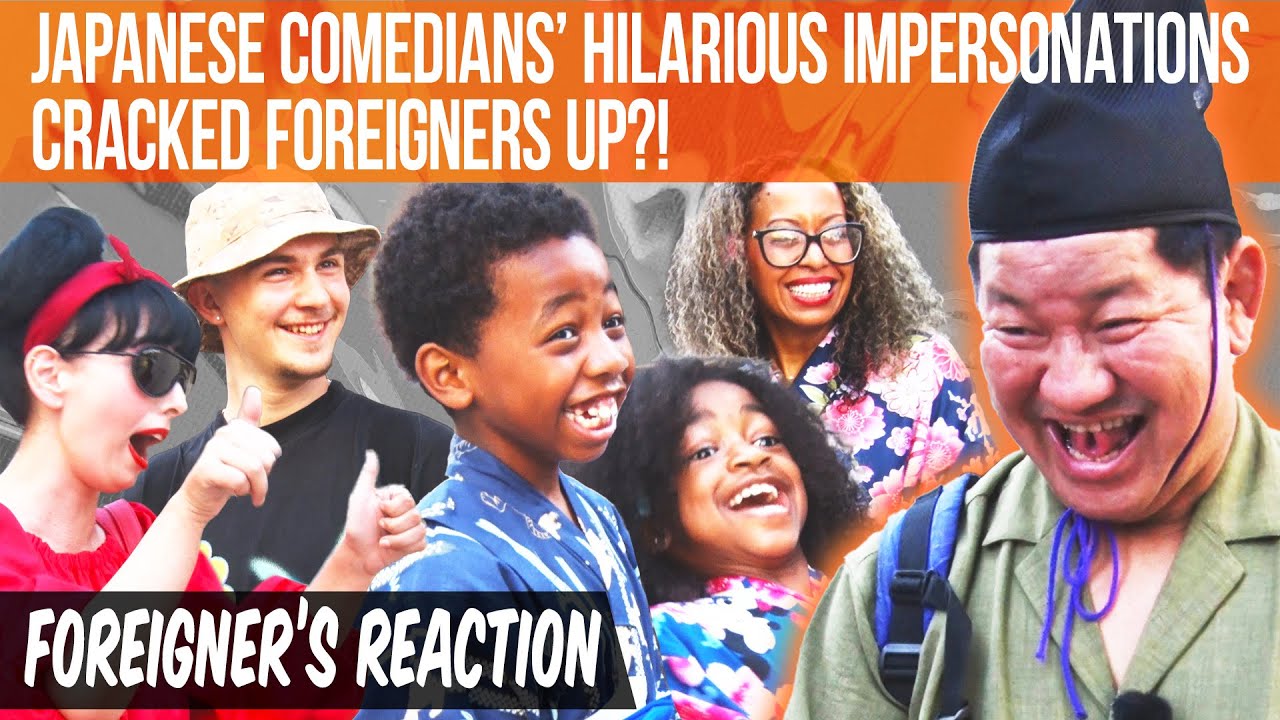 JAPANESE COMEDIANS’ HILARIOUS IMPERSONATIONS
CRACKED FOREIGNERS UP?!
FOREIGNER'S REACTION